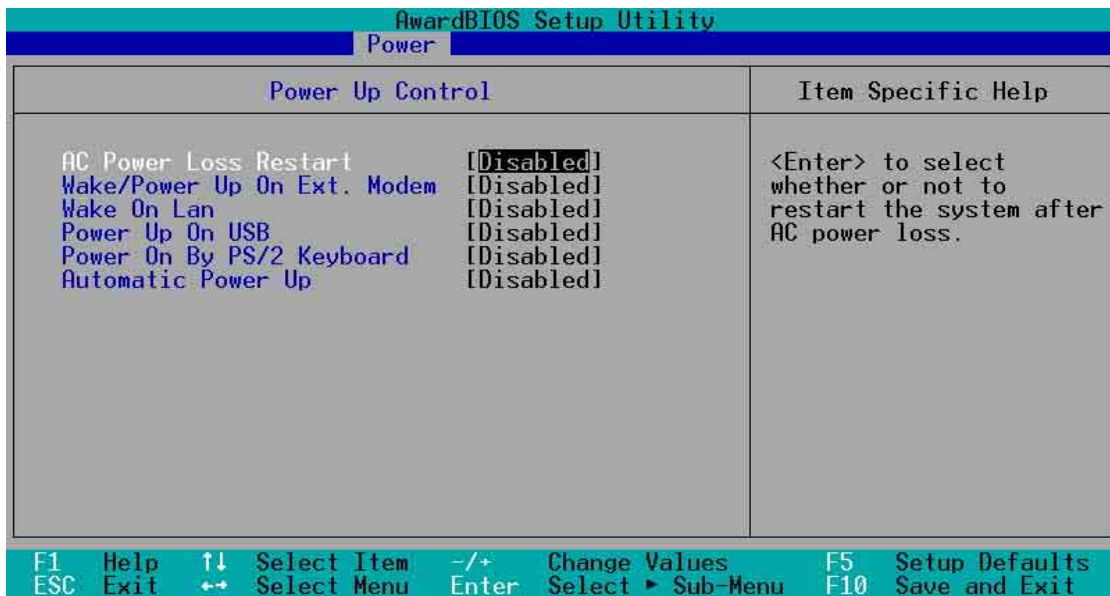 AwardBIOS Setup Utility
Power
Power Up Control
Item Specific Help
AC Power Loss Restart [Disabled]
Wake/Power Up On Ext. Modem [Disabled]
Wake On Lan [Disabled]
Power Up On USB [Disabled]
Power On By PS/2 Keyboard [Disabled]
Automatic Power Up [Disabled]
<Enter> to select
whether or not to
restart the system after
AC power loss.
F1 Help ↑↓ Select Item -/+ Change Values F5 Setup Defaults
ESC Exit ←→ Select Menu Enter Select ► Sub-Menu F10 Save and Exit